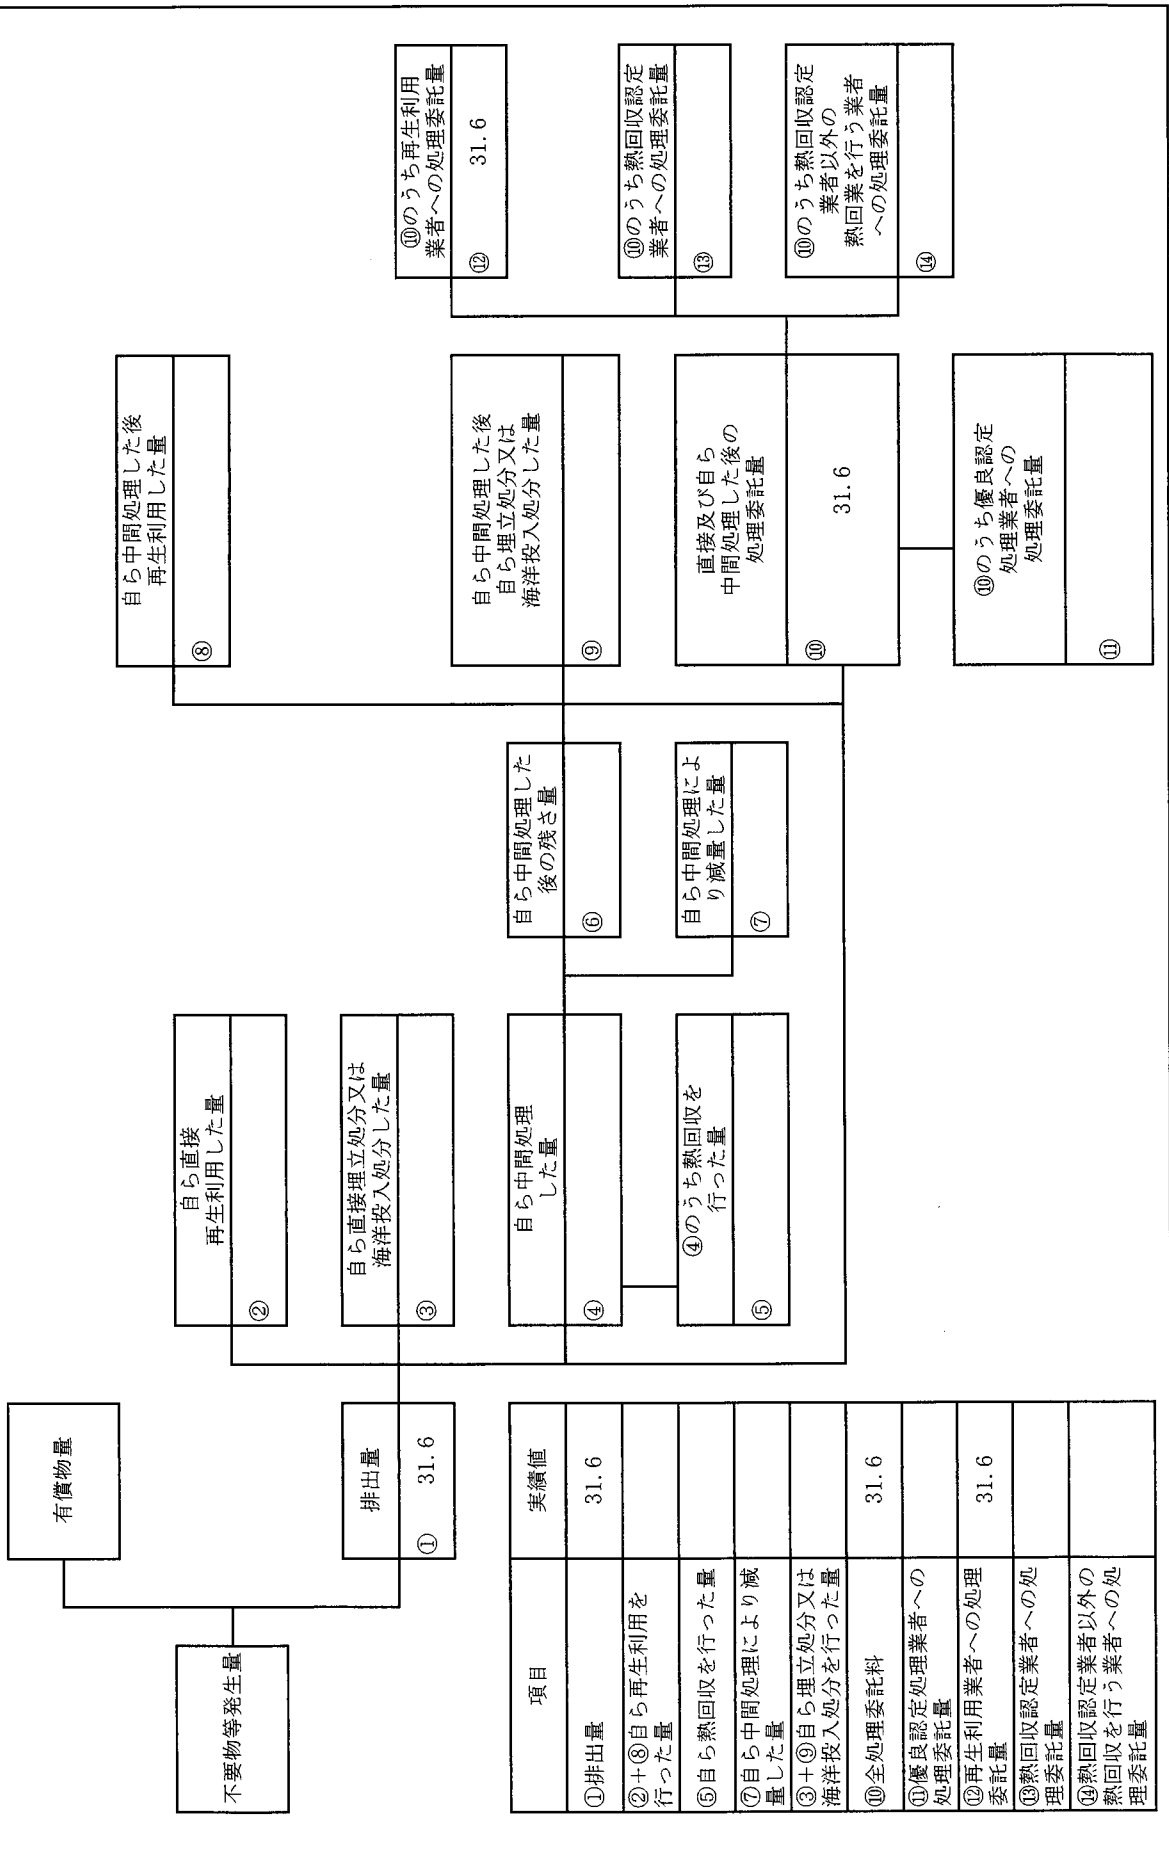 不要物等発生量
有償物量
排出量
① 31.6
自ら直接
再生利用した量
②
自ら直接埋立処分又は
海洋投入処分した量
③
自ら中間処理
した量
④
④のうち熱回収を
行った量
⑤
自ら中間処理した
後の残さ量
⑥
自ら中間処理によ
り減量した量
⑦
自ら中間処理した後
再生利用した量
⑧
自ら中間処理した後
自ら埋立処分又は
海洋投入処分した量
⑨
直接及び自ら
中間処理した後の
処理委託量
⑩ 31.6
⑩のうち優良認定
処理業者への
処理委託量
⑪
⑩のうち再生利用
業者への処理委託量
⑫ 31.6
⑩のうち熱回収認定
業者への処理委託量
⑬
⑩のうち熱回収認定
業者以外の
熱回業を行う業者
への処理委託量
⑭
項目 実績値
①排出量 31.6
②+⑧自ら再生利用を
行った量
⑤自ら熱回収を行った量
⑦自ら中間処理により減
量した量
③+⑨自ら埋立処分又は
海洋投入処分を行った量
⑩全処理委託料 31.6
⑪優良認定処理業者への
処理委託量
⑫再生利用業者への処理
委託量 31.6
⑬熱回収認定業者への処
理委託量
⑭熱回収認定業者以外の
熱回収を行う業者への処
理委託量